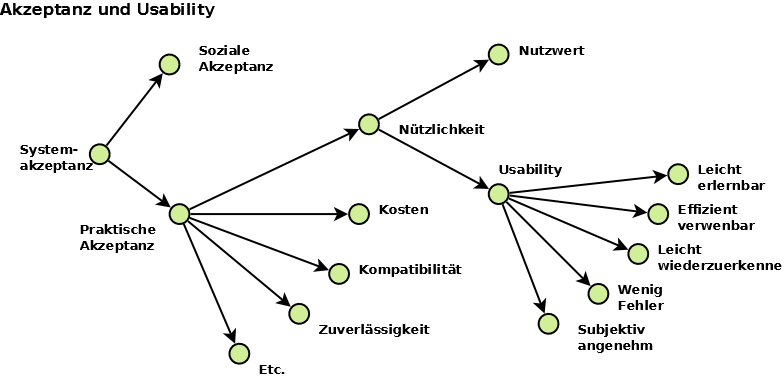 Akzeptanz und Usability
Soziale
Akzeptanz
Nutzwert
Nützlichkeit
System-
akzeptanz
Usability
Leicht
erlernbar
Effizient
verwenbar
Leicht
wiederzuerkenne
Wenig
Fehler
Subjektiv
angenehm
Praktische
Akzeptanz
Kosten
Kompatibilität
Zuverlässigkeit
Etc.